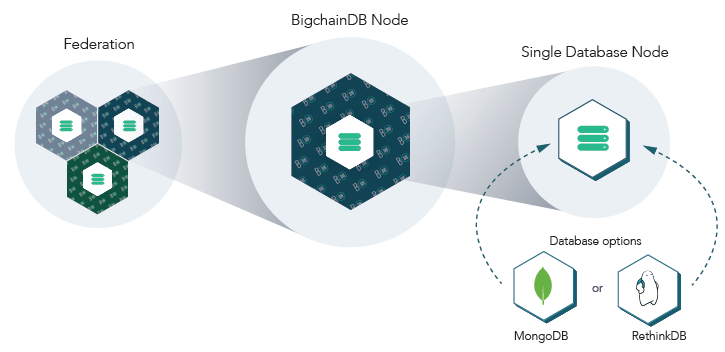 BigchainDB Node
Federation
Single Database Node
Database options
or
MongoDB
RethinkDB